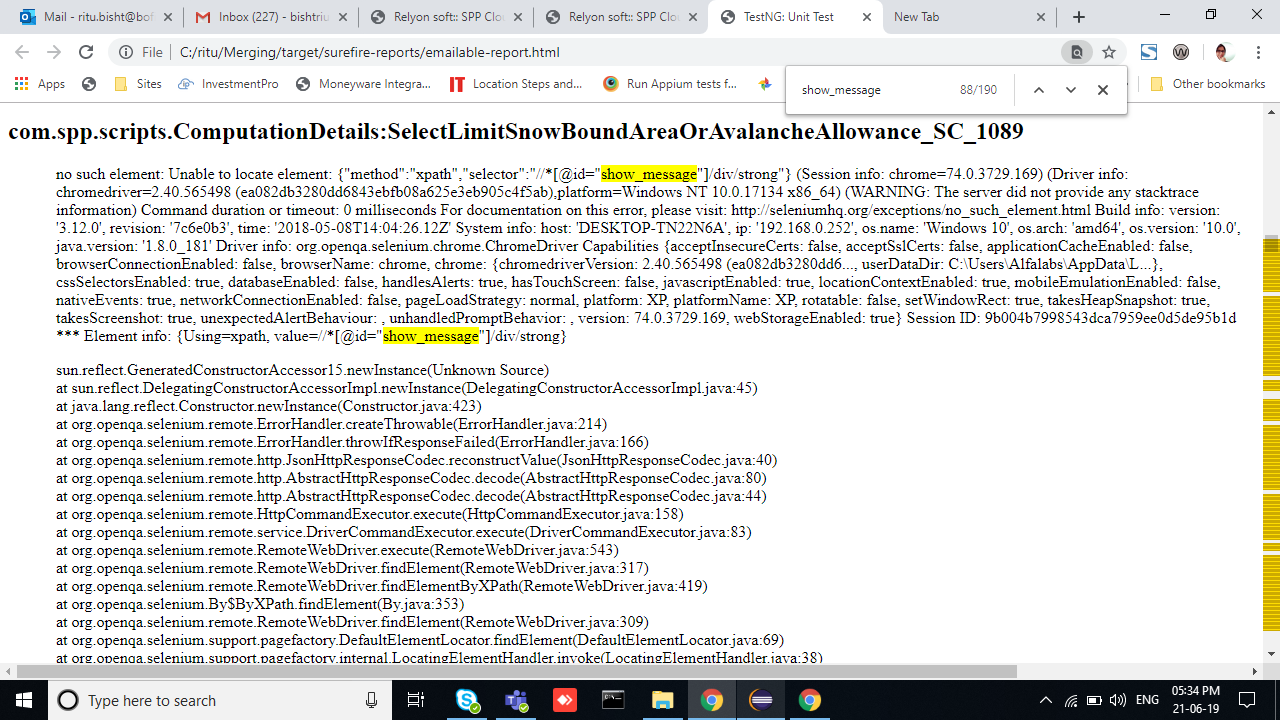 Mail - ritu.bisht@bof
Inbox (227) - bishtriu
Relyon soft:: SPP Clo
Relyon soft:: SPP Clo
TestNG: Unit Test
New Tab
File
C:/ritu/Merging/target/surefire-reports/emailable-report.html
Apps
Sites
InvestmentPro
Moneyware Integra...
IT
Location Steps and...
Run Appium tests f...
Other bookmarks
show_message
88/190
com.spp.scripts.ComputationDetails:SelectLimitSnowBoundAreaOrAvalancheAllowance_SC_1089
no such element: Unable to locate element: {"method":"xpath","selector":"//*[@id="show_message"]/div/strong"} (Session info: chrome=74.0.3729.169) (Driver info:
chromedriver=2.40.565498 (ea082db3280dd6843ebfb08a625e3eb905c4f5ab),platform=Windows NT 10.0.17134 x86_64) (WARNING: The server did not provide any stacktrace
information) Command duration or timeout: 0 milliseconds For documentation on this error, please visit: http://seleniumhq.org/exceptions/no_such_element.html Build info: version:
'3.12.0', revision: '7c6e0b3', time: '2018-05-08T14:04:26.12Z' System info: host: 'DESKTOP-TN22N6A', ip: '192.168.0.252', os.name: 'Windows 10', os.arch: 'amd64', os.version: '10.0',
java.version: '1.8.0_181' Driver info: org.openqa.selenium.chrome.ChromeDriver Capabilities {acceptInsecureCerts: false, acceptSslCerts: false, applicationCacheEnabled: false,
browserConnectionEnabled: false, browserName: chrome, chrome: {chromedriverVersion: 2.40.565498 (ea082db3280dd6..., userDataDir: C:\Users\Alfalabs\AppData\L...},
cssSelectorsEnabled: true, databaseEnabled: false, handlesAlerts: true, hasTouchScreen: false, javascriptEnabled: true, locationContextEnabled: true, mobileEmulationEnabled: false,
nativeEvents: true, networkConnectionEnabled: false, pageLoadStrategy: normal, platform: XP, platformName: XP, rotatable: false, setWindowRect: true, takesHeapSnapshot: true,
takesScreenshot: true, unexpectedAlertBehaviour: , unhandledPromptBehavior: , version: 74.0.3729.169, webStorageEnabled: true} Session ID: 9b004b7998543dca7959ee0d5de95b1d
*** Element info: {Using=xpath, value=//*[@id="show_message"]/div/strong}
sun.reflect.GeneratedConstructorAccessor15.newInstance(Unknown Source)
at sun.reflect.DelegatingConstructorAccessorImpl.newInstance(DelegatingConstructorAccessorImpl.java:45)
at java.lang.reflect.Constructor.newInstance(Constructor.java:423)
at org.openqa.selenium.remote.ErrorHandler.createThrowable(ErrorHandler.java:214)
at org.openqa.selenium.remote.ErrorHandler.throwIfResponseFailed(ErrorHandler.java:166)
at org.openqa.selenium.remote.http.JsonHttpResponseCodec.reconstructValue(JsonHttpResponseCodec.java:40)
at org.openqa.selenium.remote.http.AbstractHttpResponseCodec.decode(AbstractHttpResponseCodec.java:80)
at org.openqa.selenium.remote.http.AbstractHttpResponseCodec.decode(AbstractHttpResponseCodec.java:44)
at org.openqa.selenium.remote.HttpCommandExecutor.execute(HttpCommandExecutor.java:158)
at org.openqa.selenium.remote.service.DriverCommandExecutor.execute(DriverCommandExecutor.java:83)
at org.openqa.selenium.remote.RemoteWebDriver.execute(RemoteWebDriver.java:543)
at org.openqa.selenium.remote.RemoteWebDriver.findElement(RemoteWebDriver.java:317)
at org.openqa.selenium.remote.RemoteWebDriver.findElementByXPath(RemoteWebDriver.java:419)
at org.openqa.selenium.By$ByXPath.findElement(By.java:353)
at org.openqa.selenium.remote.RemoteWebDriver.findElement(RemoteWebDriver.java:309)
at org.openqa.selenium.support.pagefactory.DefaultElementLocator.findElement(DefaultElementLocator.java:69)
at org.openqa.selenium.support.pagefactory.internal.LocatingElementHandler.invoke(LocatingElementHandler.java:38)
Type here to search
ENG
05:34 PM
21-06-19